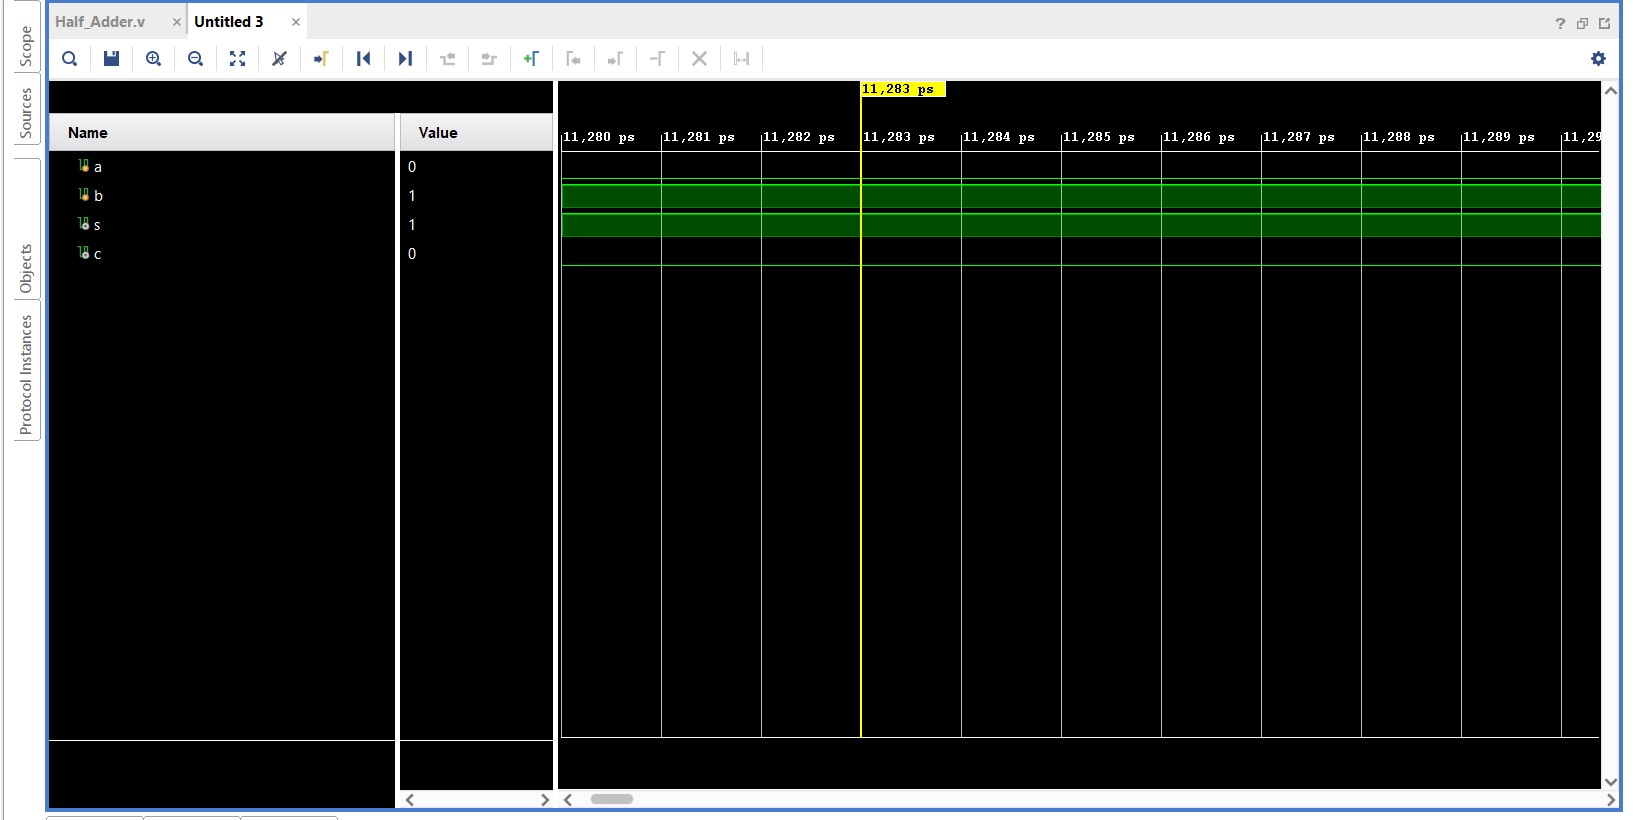 Scope
Sources
Objects
Protocol Instances
Half_Adder.v
Untitled 3
?
11,283 ps
Name
Value
11,280 ps 11,281 ps 11,282 ps 11,283 ps 11,284 ps 11,285 ps 11,286 ps 11,287 ps 11,288 ps 11,289 ps 11,29
a 0
b 1
s 1
c 0